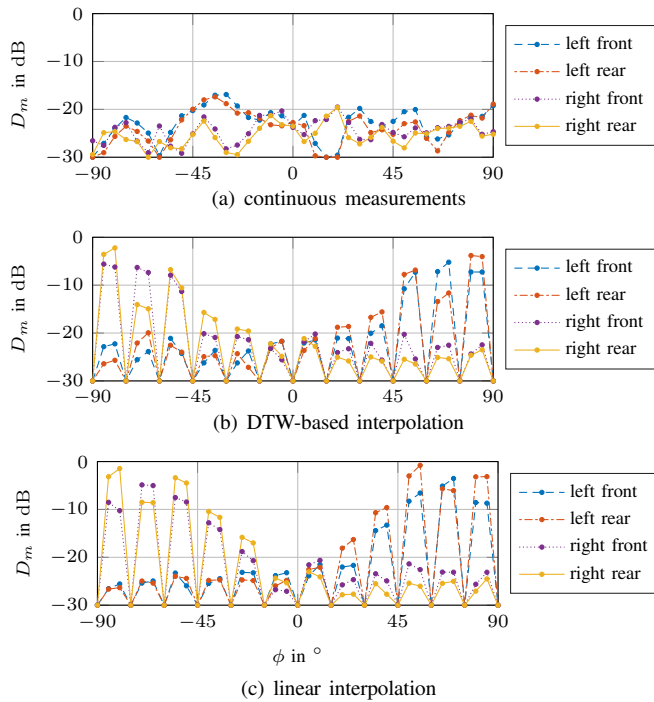 0
−10
−20
−30
D_m in dB
−90
−45
0
45
90
left front
left rear
right front
right rear
(a) continuous measurements
0
−10
−20
−30
D_m in dB
−90
−45
0
45
90
left front
left rear
right front
right rear
(b) DTW-based interpolation
0
−10
−20
−30
D_m in dB
−90
−45
0
45
90
ϕ in °
left front
left rear
right front
right rear
(c) linear interpolation